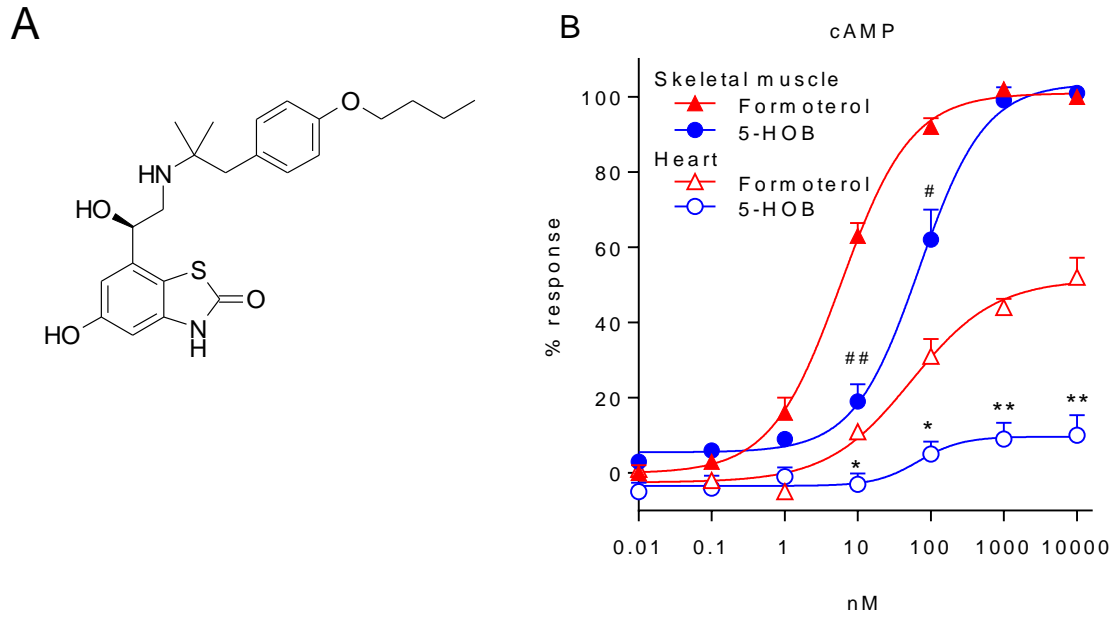 A
O
HN
HO
S
O
HO
N
H
B
cAMP
Skeletal muscle
Formoterol
5-HOB
Heart
Formoterol
5-HOB
% response
100
80
60
40
20
0
#
##
*
*
**
**
0.01 0.1 1 10 100 1000 10000
nM